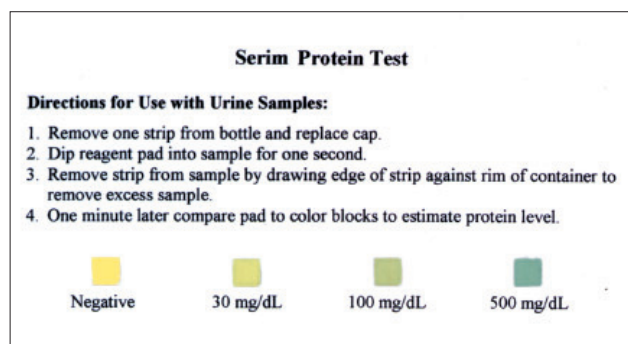 Serim Protein Test
Directions for Use with Urine Samples:
1. Remove one strip from bottle and replace cap.
2. Dip reagent pad into sample for one second.
3. Remove strip from sample by drawing edge of strip against rim of container to
remove excess sample.
4. One minute later compare pad to color blocks to estimate protein level.
Negative 30 mg/dL 100 mg/dL 500 mg/dL